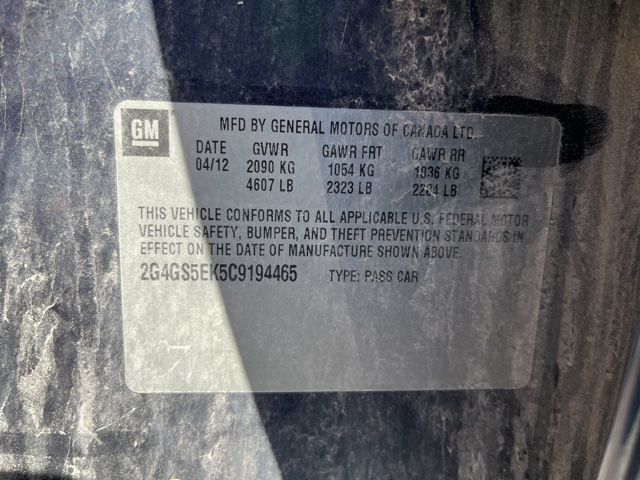 GM
MFD BY GENERAL MOTORS OF CANADA LTD.
DATE GVWR GAWR FRT GAWR RR
04/12 2090 KG 1054 KG 1036 KG
4607 LB 2323 LB 2284 LB
THIS VEHICLE CONFORMS TO ALL APPLICABLE U.S. FEDERAL MOTOR
VEHICLE SAFETY, BUMPER, AND THEFT PREVENTION STANDARDS IN
EFFECT ON THE DATE OF MANUFACTURE SHOWN ABOVE.
2G4GS5EK5C9194465 TYPE: PASS CAR